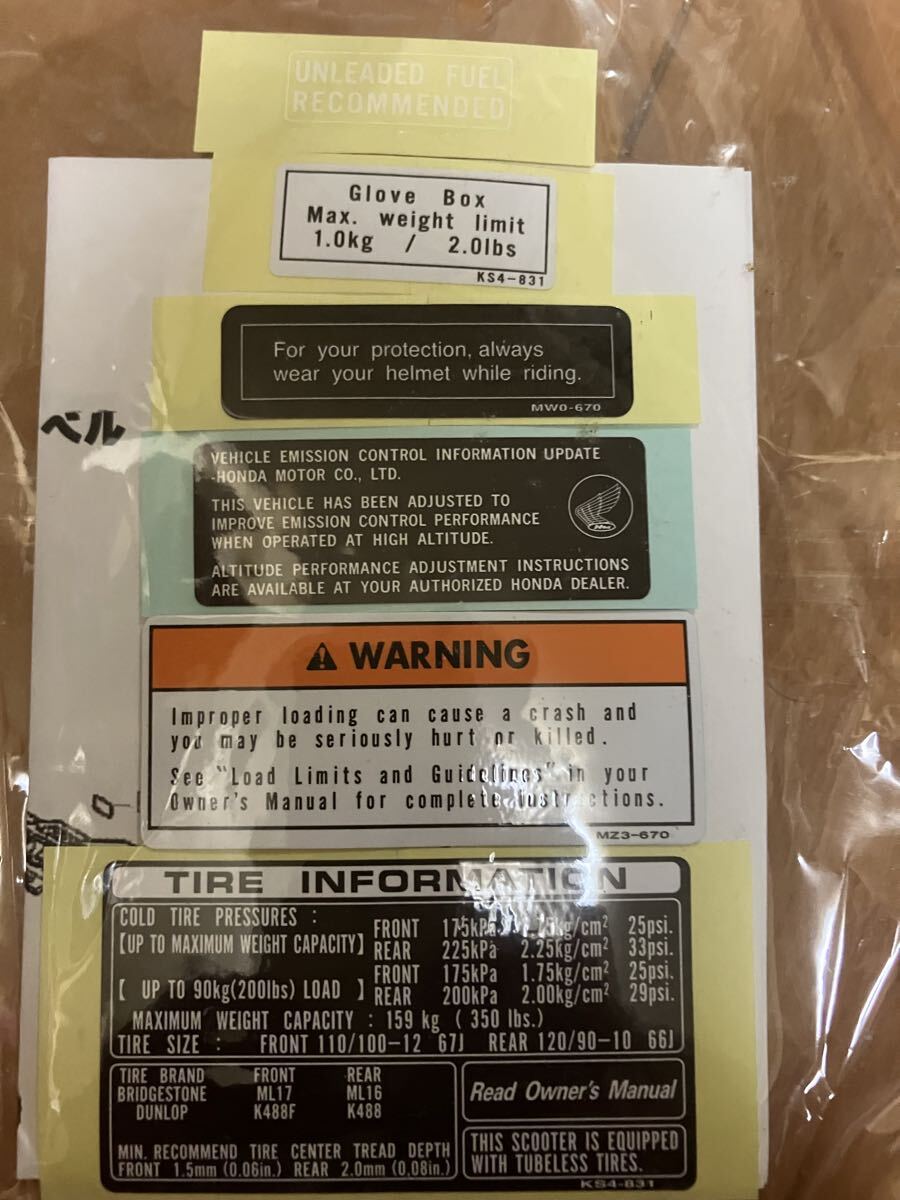 UNLEADED FUEL
RECOMMENDED
Glove Box
Max. weight limit
1.0kg / 2.0lbs
KS4-831
For your protection, always
wear your helmet while riding.
MW0-670
ベル
VEHICLE EMISSION CONTROL INFORMATION UPDATE
-HONDA MOTOR CO., LTD.
THIS VEHICLE HAS BEEN ADJUSTED TO
IMPROVE EMISSION CONTROL PERFORMANCE
WHEN OPERATED AT HIGH ALTITUDE.
ALTITUDE PERFORMANCE ADJUSTMENT INSTRUCTIONS
ARE AVAILABLE AT YOUR AUTHORIZED HONDA DEALER.
WARNING
Improper loading can cause a crash and
you may be seriously hurt or killed.
See "Load Limits and Guidelines" in your
Owner's Manual for complete instructions.
MZ3-670
TIRE INFORMATION
COLD TIRE PRESSURES :
[UP TO MAXIMUM WEIGHT CAPACITY] FRONT 175kPa 1.75kg/cm² 25psi.
REAR 225kPa 2.25kg/cm² 33psi.
[ UP TO 90kg(200lbs) LOAD ] FRONT 175kPa 1.75kg/cm² 25psi.
REAR 200kPa 2.00kg/cm² 29psi.
MAXIMUM WEIGHT CAPACITY : 159 kg ( 350 lbs.)
TIRE SIZE : FRONT 110/100-12 67J REAR 120/90-10 66J
TIRE BRAND FRONT REAR
BRIDGESTONE ML17 ML16
DUNLOP K488F K488
MIN. RECOMMEND TIRE CENTER TREAD DEPTH
FRONT 1.5mm (0.06in.) REAR 2.0mm (0.08in.)
Read Owner's Manual
THIS SCOOTER IS EQUIPPED
WITH TUBELESS TIRES.
KS4-831